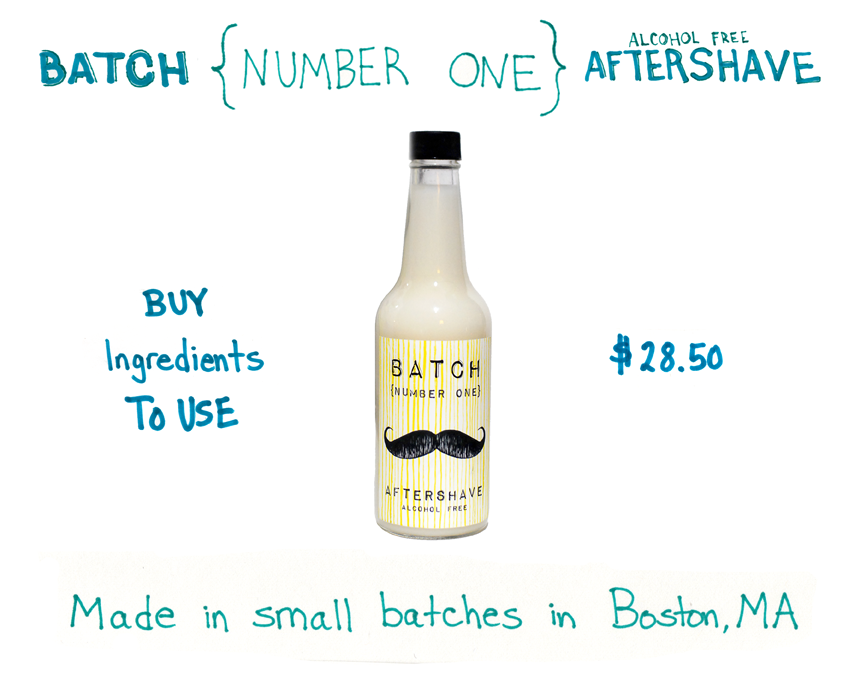 BATCH {NUMBER ONE} ALCOHOL FREE AFTERSHAVE
BUY
Ingredients
To USE
$28.50
BATCH
{NUMBER ONE}
AFTERSHAVE
ALCOHOL FREE
Made in small batches in Boston, MA